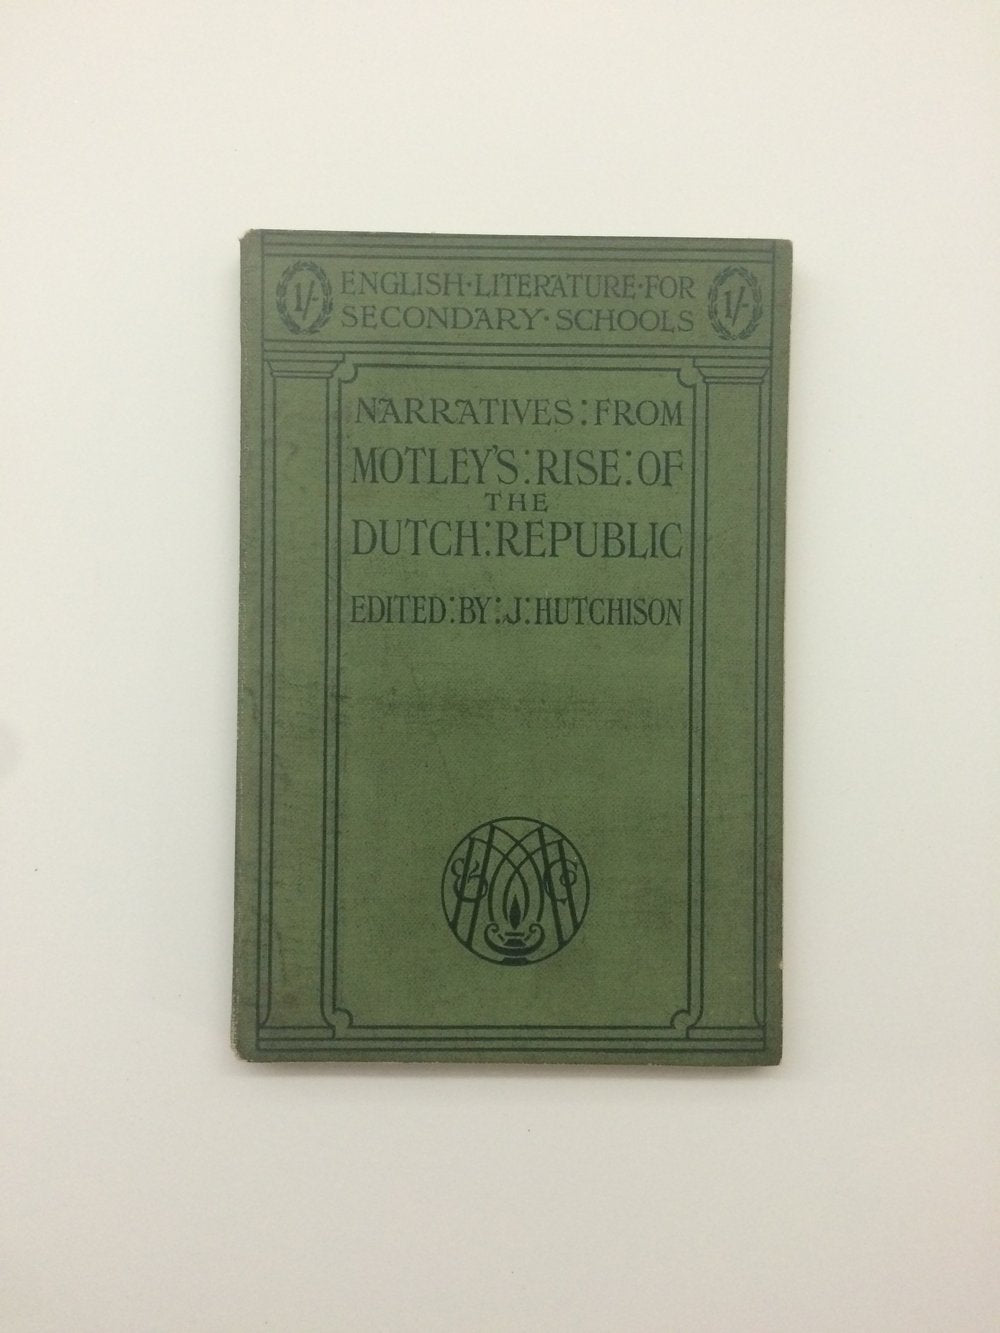 1/- ENGLISH·LITERATURE·FOR 1/-
SECONDARY·SCHOOLS
NARRATIVES:FROM
MOTLEY'S:RISE:OF
THE
DUTCH:REPUBLIC
EDITED:BY:J:HUTCHISON